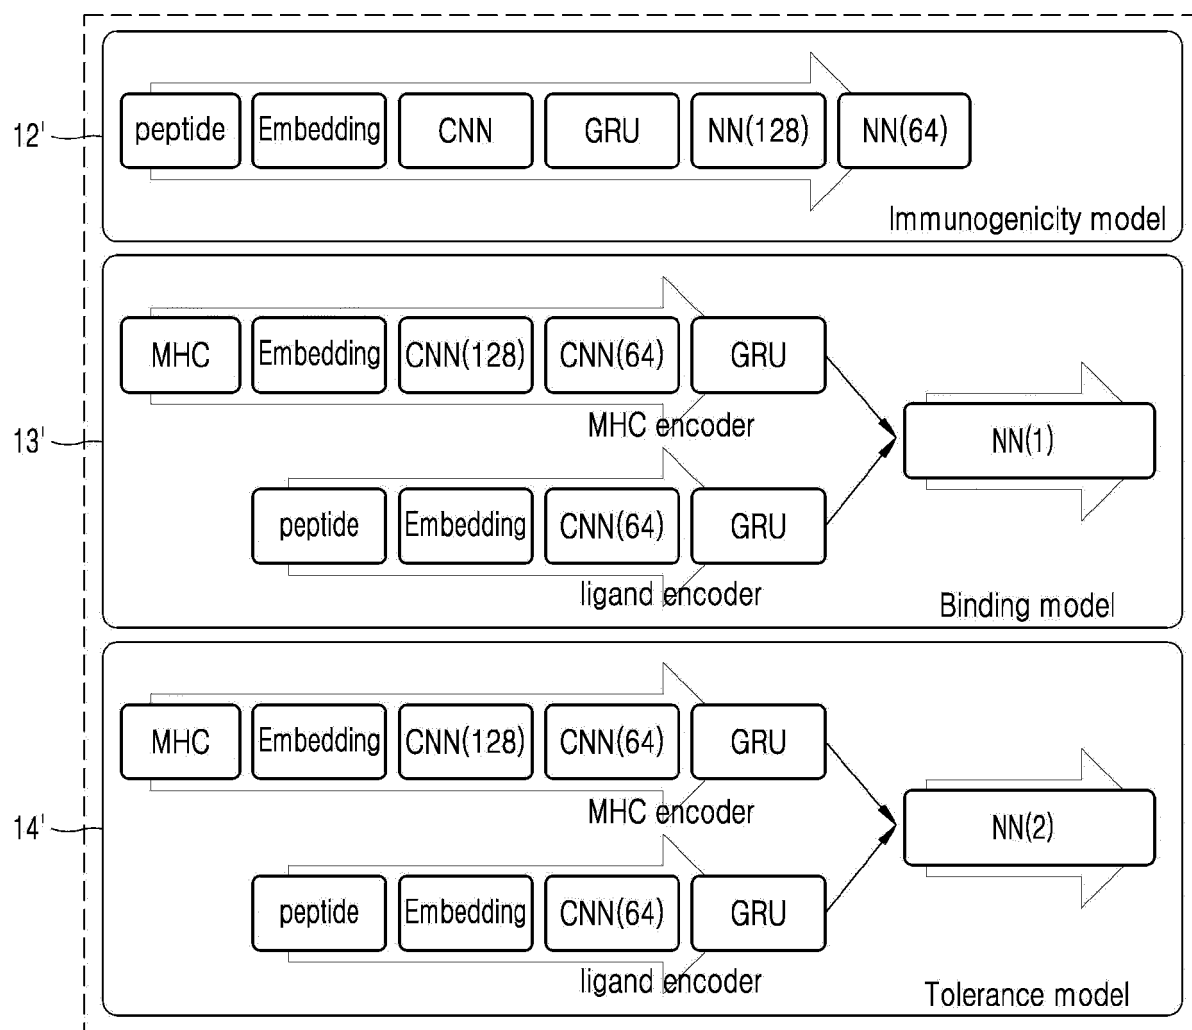 12'
peptide Embedding CNN GRU NN(128) NN(64)
Immunogenicity model
13'
MHC Embedding CNN(128) CNN(64) GRU
MHC encoder
NN(1)
peptide Embedding CNN(64) GRU
ligand encoder
Binding model
14'
MHC Embedding CNN(128) CNN(64) GRU
MHC encoder
NN(2)
peptide Embedding CNN(64) GRU
ligand encoder
Tolerance model